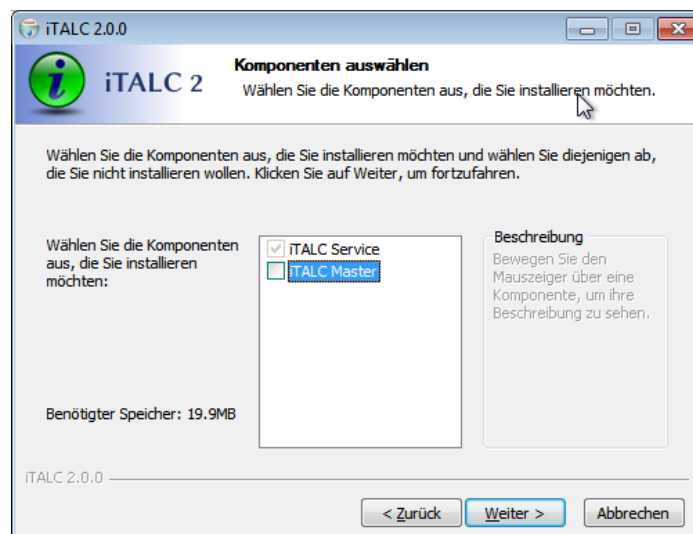 iTALC 2.0.0
iTALC 2
Komponenten auswählen
Wählen Sie die Komponenten aus, die Sie installieren möchten.
Wählen Sie die Komponenten aus, die Sie installieren möchten und wählen Sie diejenigen ab,
die Sie nicht installieren wollen. Klicken Sie auf Weiter, um fortzufahren.
Wählen Sie die Komponenten
aus, die Sie installieren
möchten:
iTALC Service
iTALC Master
Beschreibung
Bewegen Sie den
Mauszeiger über eine
Komponente, um ihre
Beschreibung zu sehen.
Benötigter Speicher: 19.9MB
iTALC 2.0.0
< Zurück
Weiter >
Abbrechen